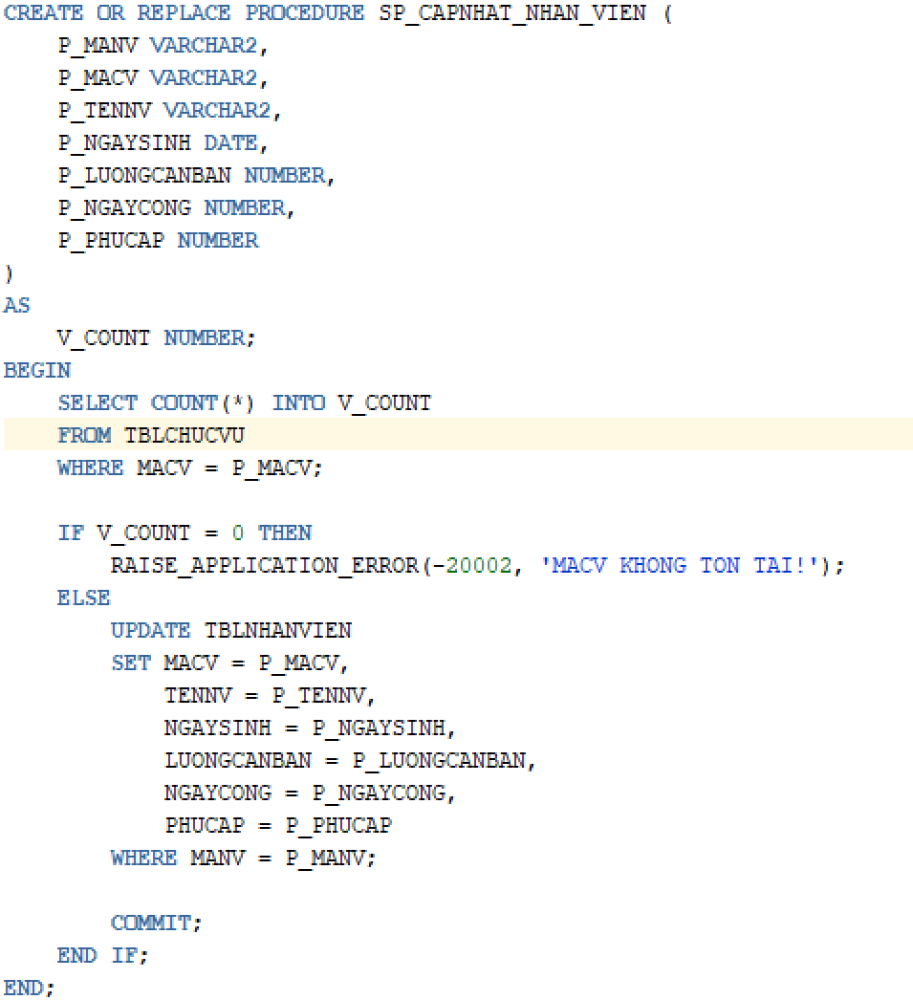 CREATE OR REPLACE PROCEDURE SP_CAPNHAT_NHAN_VIEN (
    P_MANV VARCHAR2,
    P_MACV VARCHAR2,
    P_TENNV VARCHAR2,
    P_NGAYSINH DATE,
    P_LUONGCANBAN NUMBER,
    P_NGAYCONG NUMBER,
    P_PHUCAP NUMBER
)
AS
    V_COUNT NUMBER;
BEGIN
    SELECT COUNT(*) INTO V_COUNT
    FROM TBLCHUCVU
    WHERE MACV = P_MACV;

    IF V_COUNT = 0 THEN
        RAISE_APPLICATION_ERROR(-20002, 'MACV KHONG TON TAI!');
    ELSE
        UPDATE TBLNHANVIEN
        SET MACV = P_MACV,
            TENNV = P_TENNV,
            NGAYSINH = P_NGAYSINH,
            LUONGCANBAN = P_LUONGCANBAN,
            NGAYCONG = P_NGAYCONG,
            PHUCAP = P_PHUCAP
        WHERE MANV = P_MANV;

        COMMIT;
    END IF;
END;